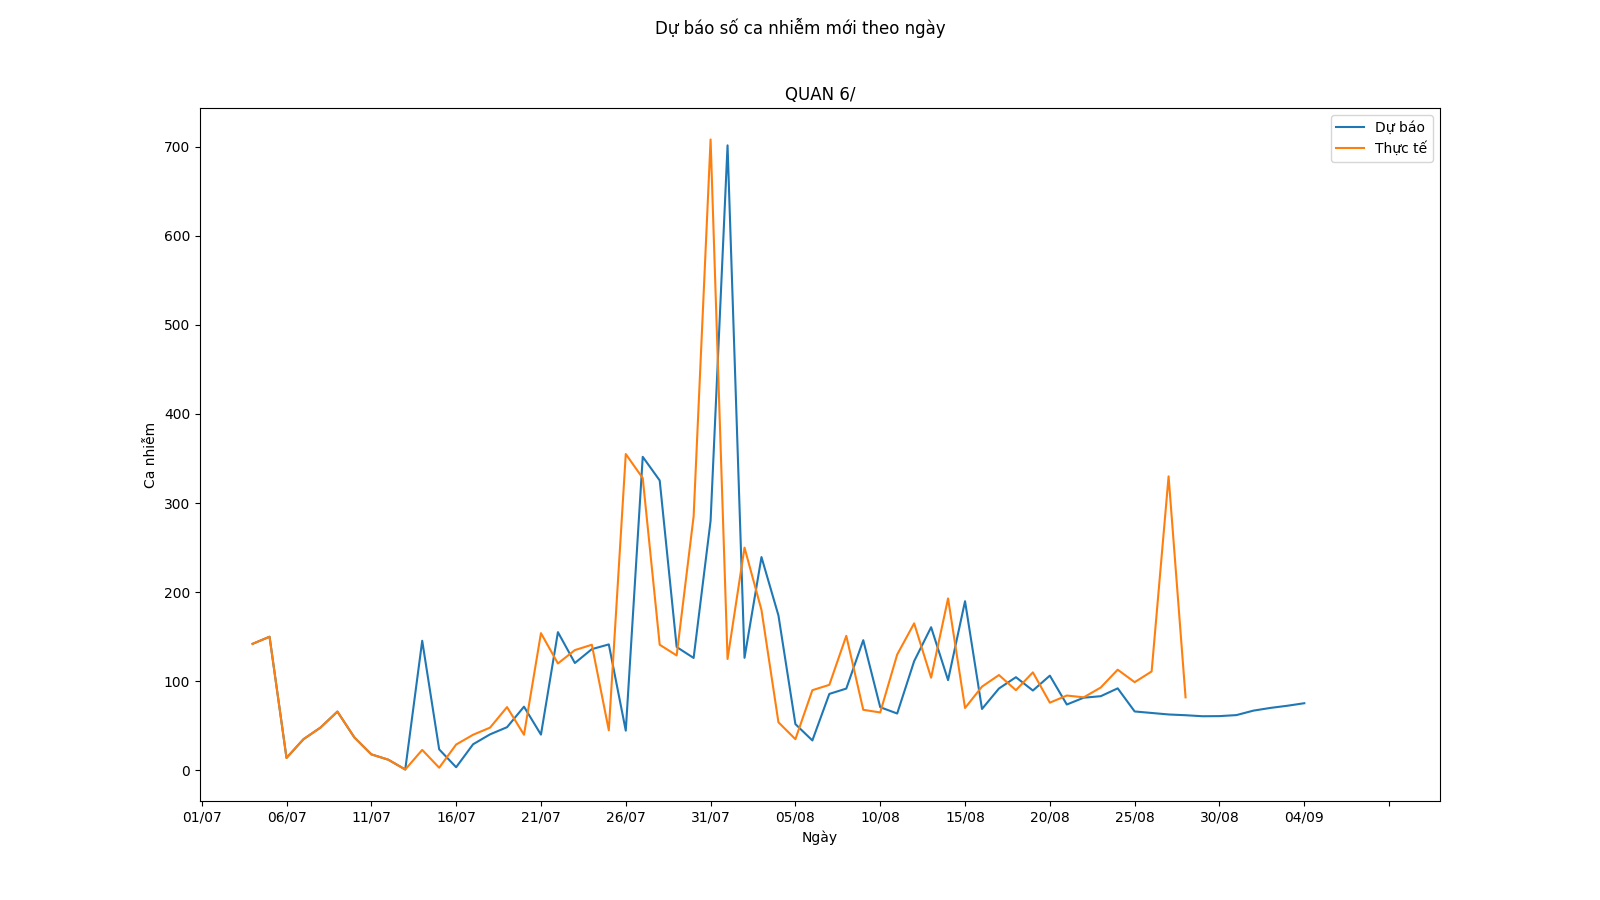 Dự báo số ca nhiễm mới theo ngày
QUAN 6/
Dự báo
Thực tế
700
600
500
400
300
200
100
0
Ca nhiễm
01/07 06/07 11/07 16/07 21/07 26/07 31/07 05/08 10/08 15/08 20/08 25/08 30/08 04/09
Ngày